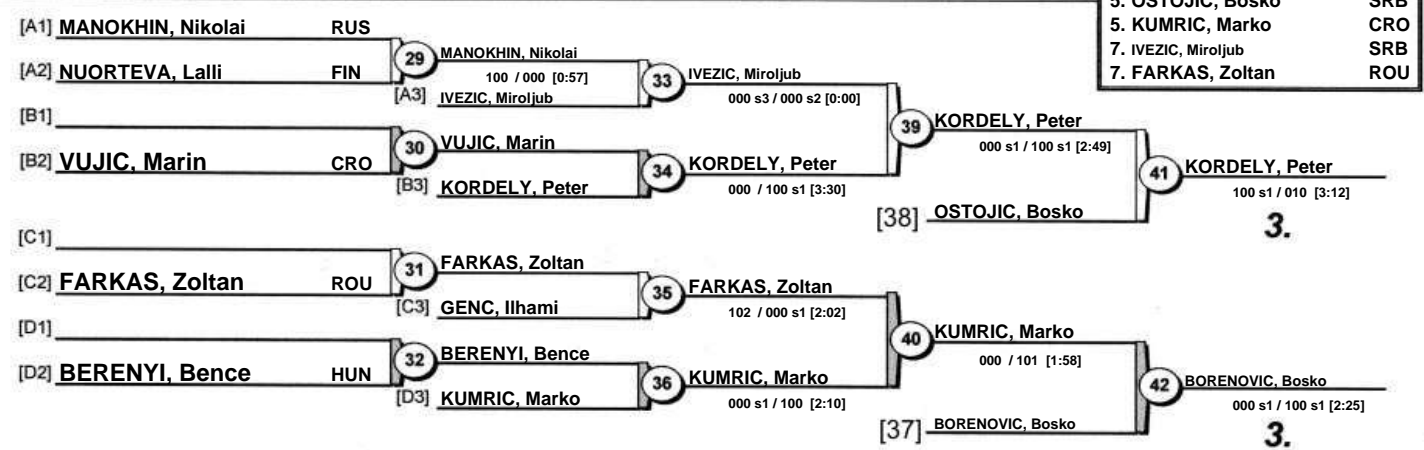 5. OSTOJIC, Bosko SRB
5. KUMRIC, Marko CRO
7. IVEZIC, Miroljub SRB
7. FARKAS, Zoltan ROU
[A1] MANOKHIN, Nikolai RUS
29
MANOKHIN, Nikolai
100 / 000 [0:57]
[A2] NUORTEVA, Lalli FIN
[A3] IVEZIC, Miroljub
33
IVEZIC, Miroljub
000 s3 / 000 s2 [0:00]
[B1]
30
VUJIC, Marin
[B2] VUJIC, Marin CRO
[B3] KORDELY, Peter
34
KORDELY, Peter
000 / 100 s1 [3:30]
39
KORDELY, Peter
000 s1 / 100 s1 [2:49]
[38] OSTOJIC, Bosko
41
KORDELY, Peter
100 s1 / 010 [3:12]
3.
[C1]
31
FARKAS, Zoltan
[C2] FARKAS, Zoltan ROU
[C3] GENC, Ilhami
35
FARKAS, Zoltan
102 / 000 s1 [2:02]
[D1]
32
BERENYI, Bence
[D2] BERENYI, Bence HUN
[D3] KUMRIC, Marko
36
KUMRIC, Marko
000 s1 / 100 [2:10]
40
KUMRIC, Marko
000 / 101 [1:58]
[37] BORENOVIC, Bosko
42
BORENOVIC, Bosko
000 s1 / 100 s1 [2:25]
3.